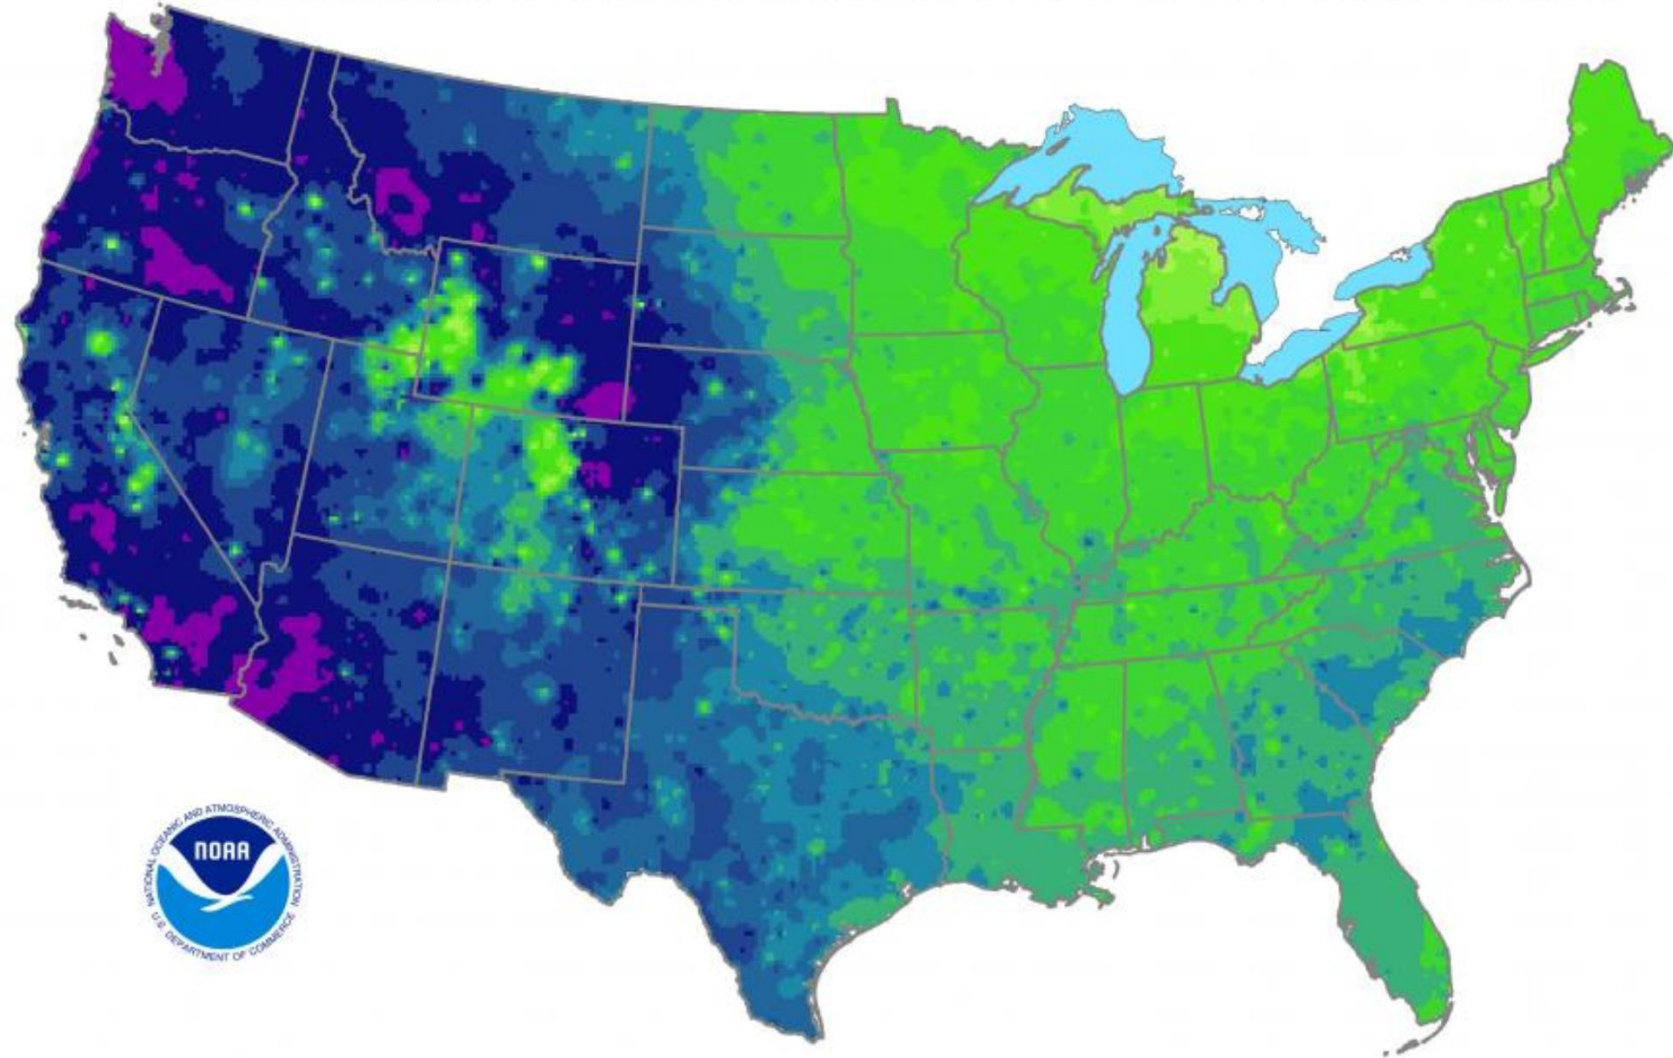 NATIONAL OCEANIC AND ATMOSPHERIC ADMINISTRATION
NOAA
U.S. DEPARTMENT OF COMMERCE